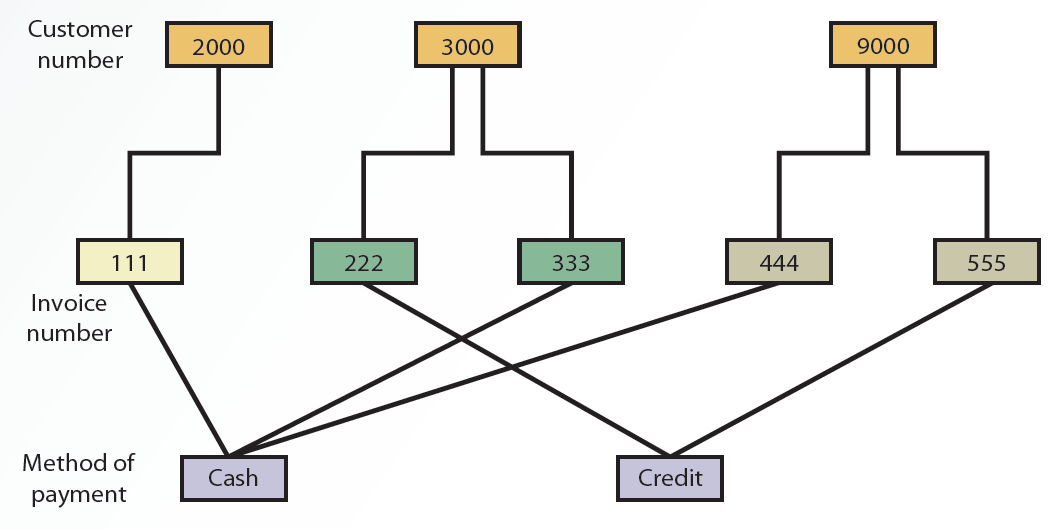 Customer
number
2000
3000
9000
111
222
333
444
555
Invoice
number
Method of
payment
Cash
Credit